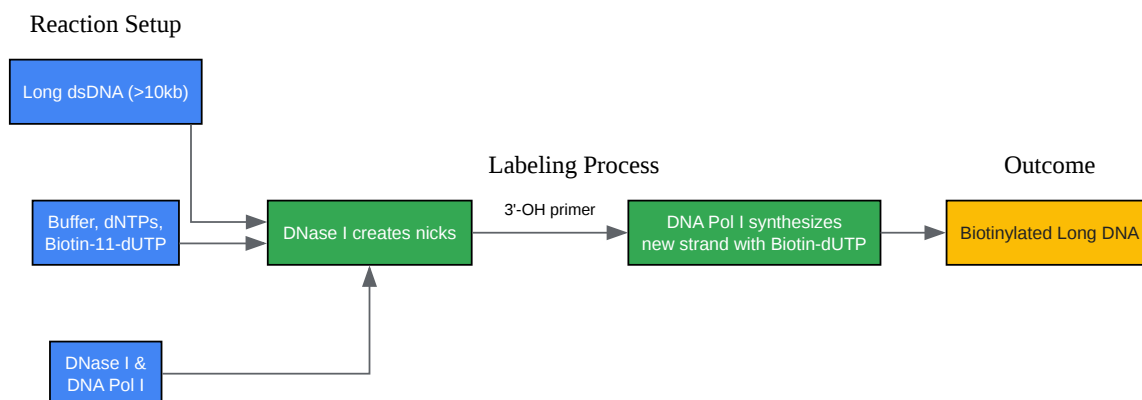 Reaction Setup
Long dsDNA (>10kb)
Labeling Process
Outcome
Buffer, dNTPs,
Biotin-11-dUTP
DNase I creates nicks
3'-OH primer
DNA Pol I synthesizes
new strand with Biotin-dUTP
Biotinylated Long DNA
DNase I &
DNA Pol I